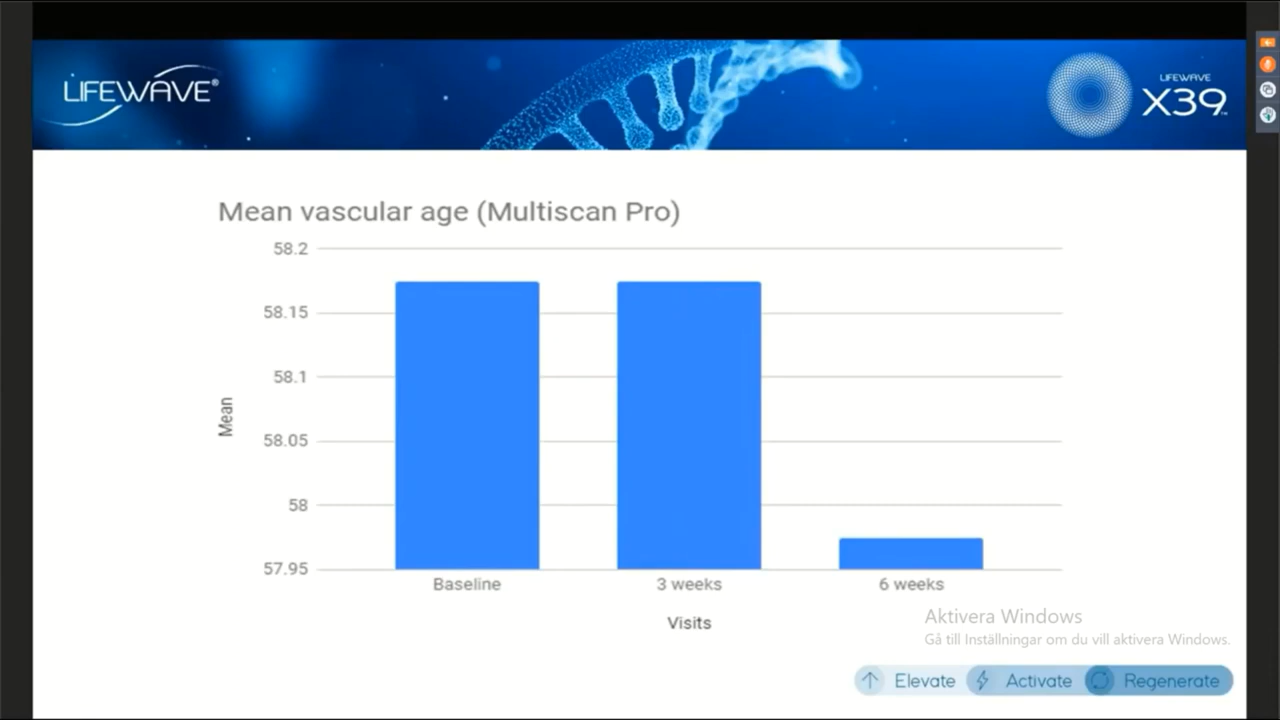 LIFEWAVE®
LIFEWAVE
X39™
Mean vascular age (Multiscan Pro)
58.2
58.15
58.1
58.05
58
57.95
Mean
Baseline 3 weeks 6 weeks
Visits
Aktivera Windows
Gå till Inställningar om du vill aktivera Windows.
Elevate Activate Regenerate